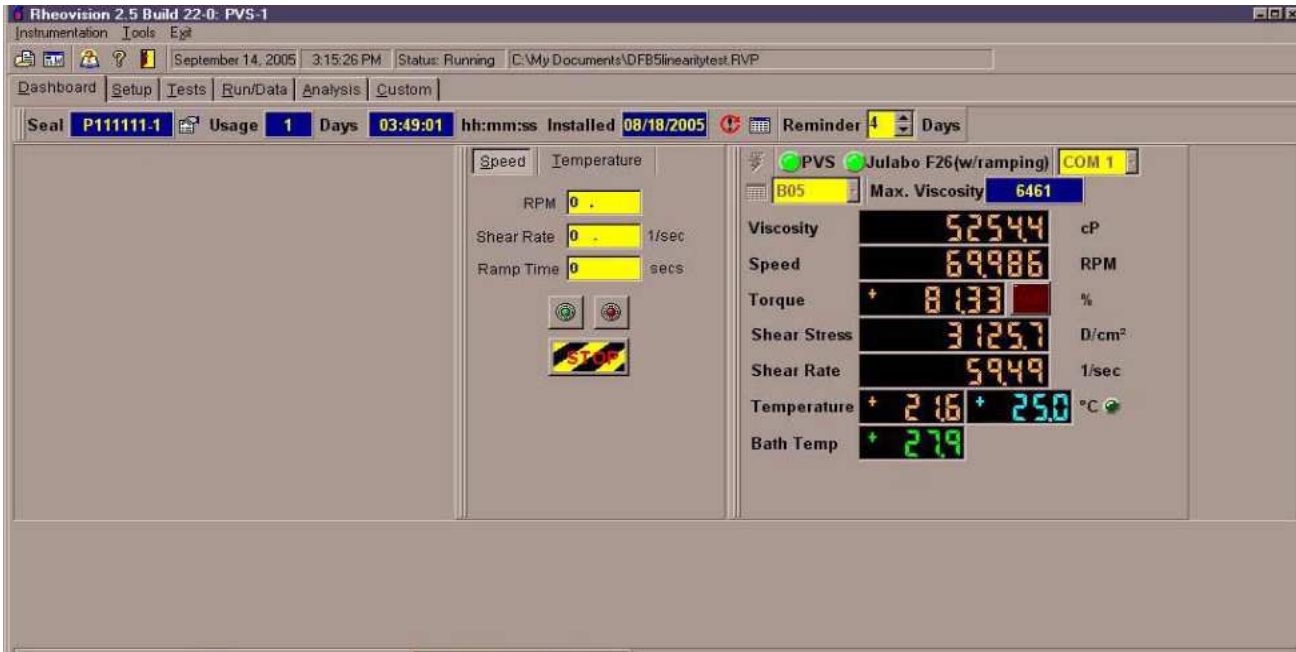 Rheovision 2.5 Build 22-0: PVS-1
Instrumentation Tools Exit
September 14, 2005 3:15:26 PM Status: Running C:\My Documents\DFB5linearitytest.RVP
Dashboard Setup Tests Run/Data Analysis Custom
Seal P111111-1 Usage 1 Days 03:49:01 hh:mm:ss Installed 08/18/2005 Reminder 4 Days
Speed Temperature
RPM 0 .
Shear Rate 0 . 1/sec
Ramp Time 0 secs
STOP
PVS Julabo F26(w/ramping) COM 1
B05 Max. Viscosity 6461
Viscosity 5254.4 cP
Speed 69.986 RPM
Torque + 81.33 %
Shear Stress 3125.7 D/cm²
Shear Rate 59.49 1/sec
Temperature + 21.6 + 25.0 °C
Bath Temp + 27.9